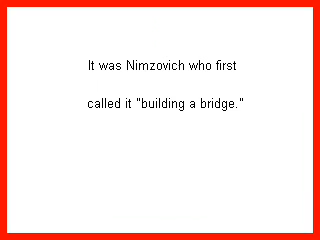 It was Nimzovich who first
called it "building a bridge."